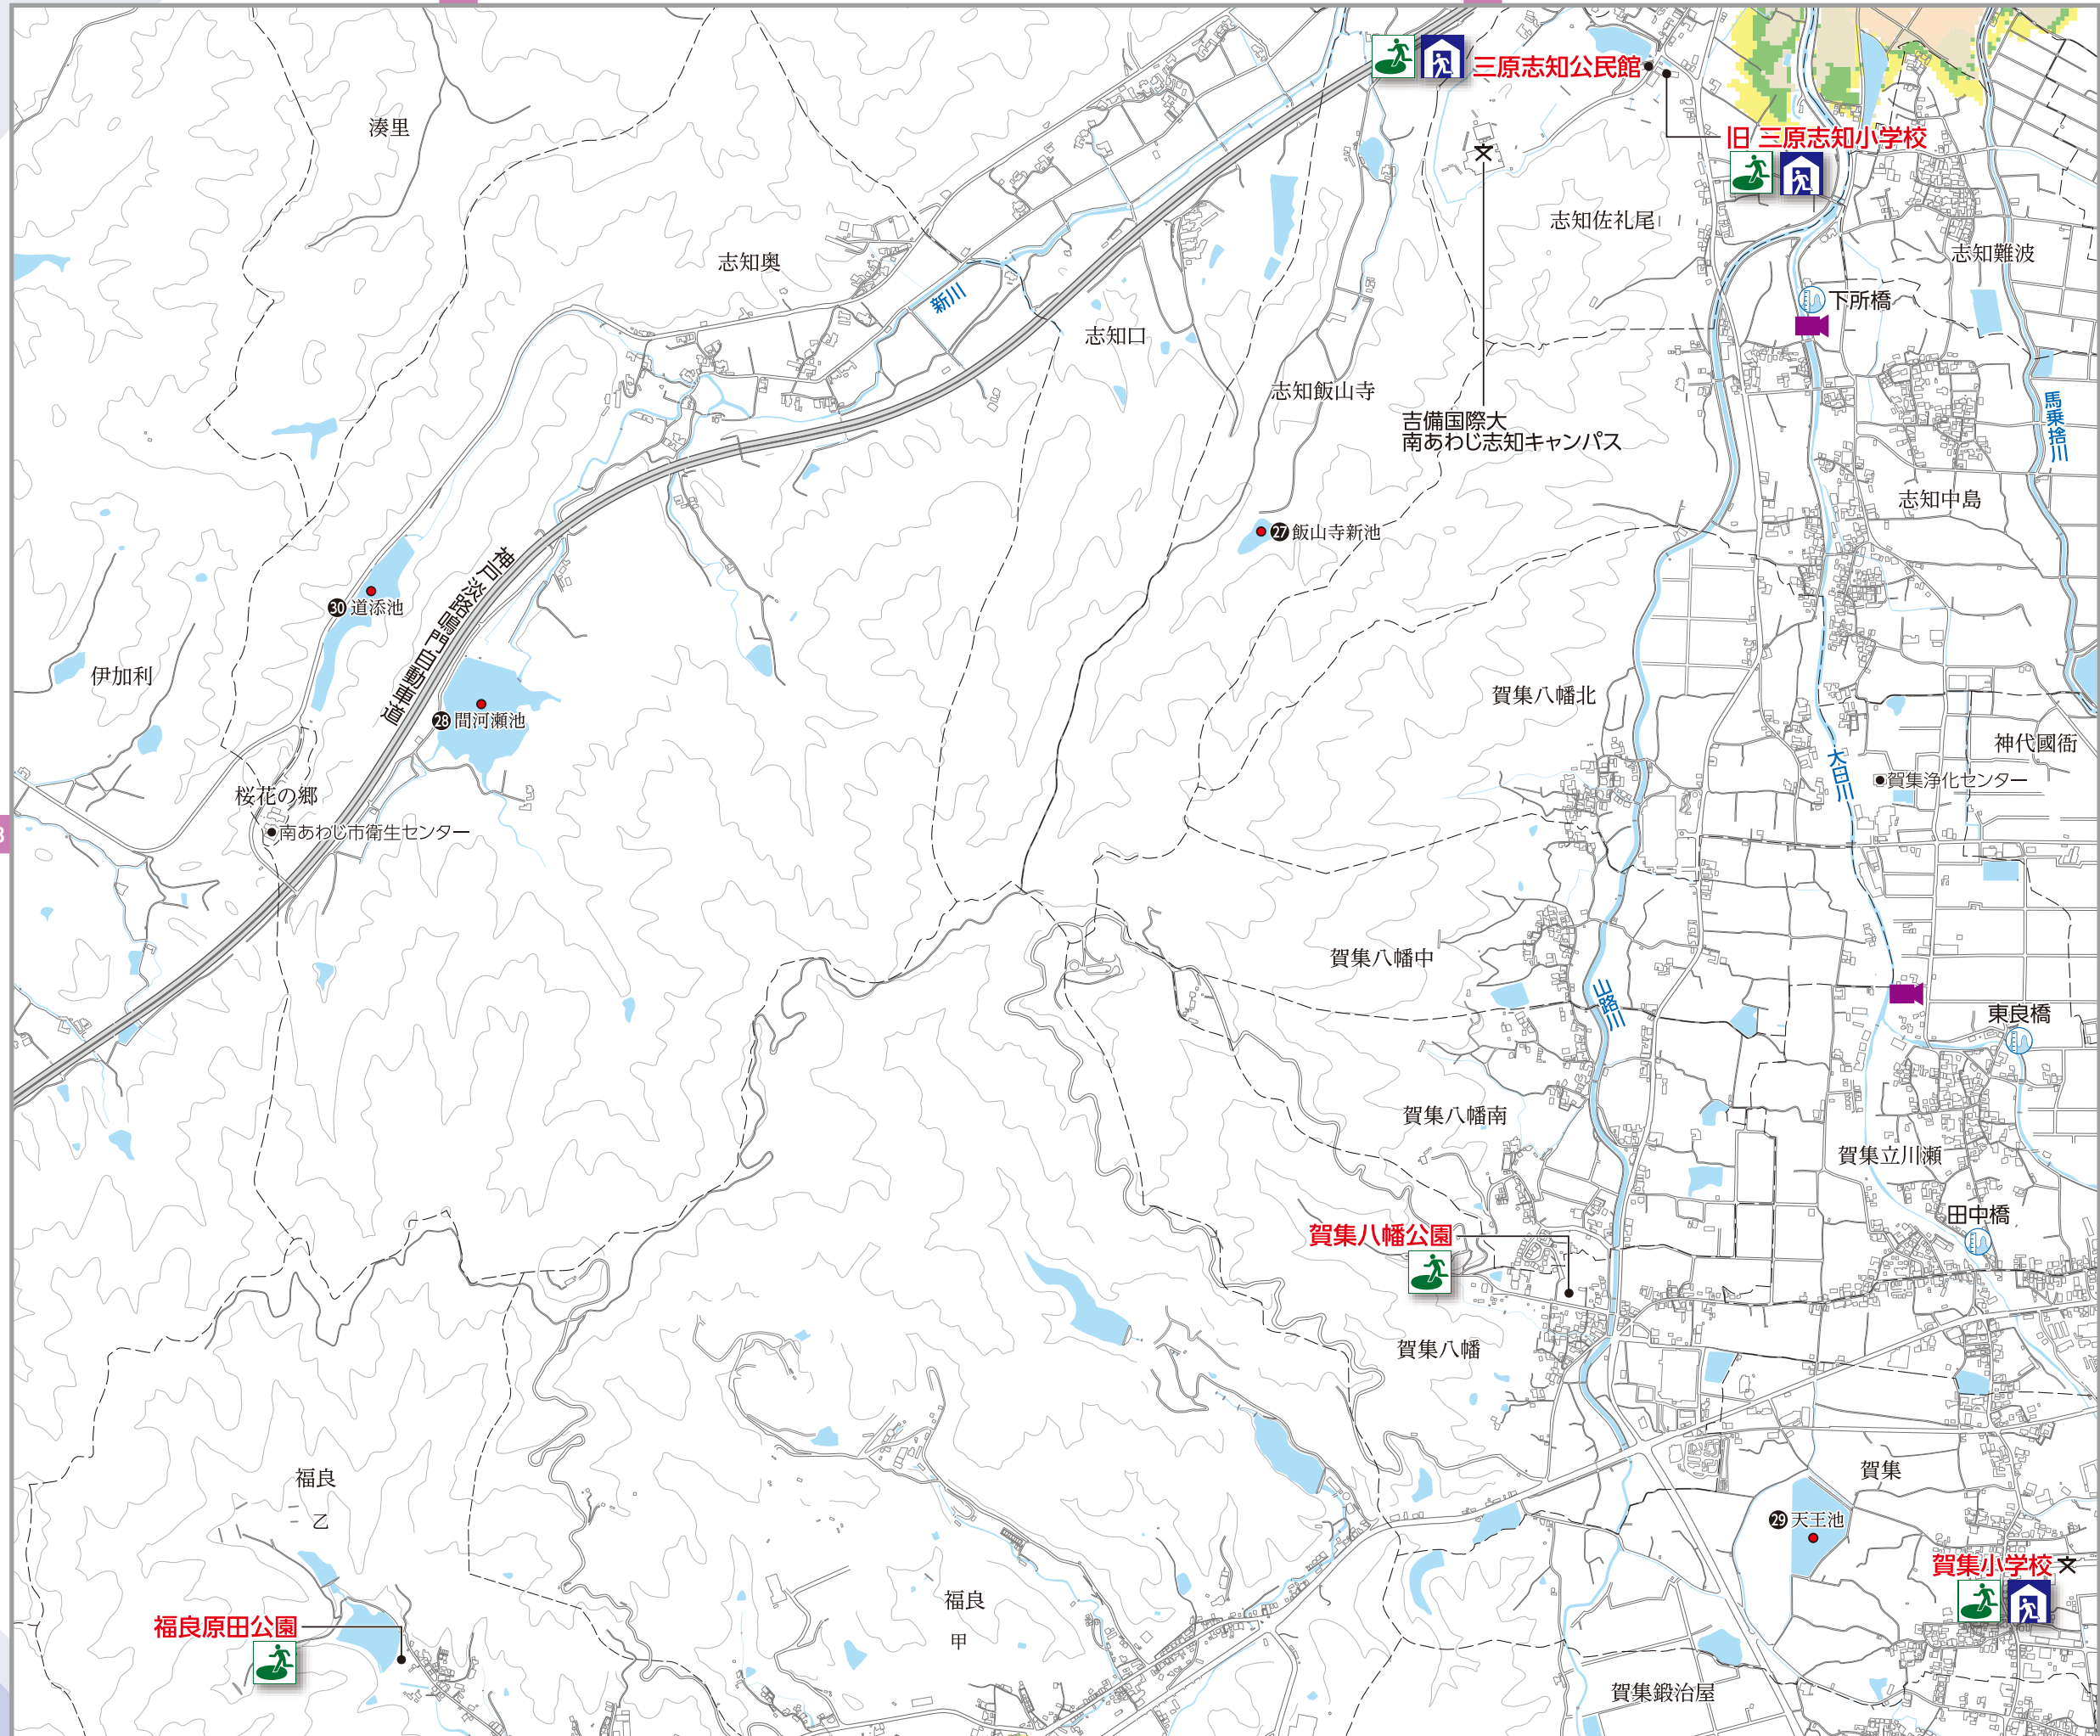 三原志知公民館
旧 三原志知小学校
湊里
志知佐礼尾
志知難波
志知奥
新川
下所橋
志知口
志知飯山寺
吉備国際大
南あわじ志知キャンパス
馬乗捨川
志知中島
27 飯山寺新池
神戸淡路鳴門自動車道
30 道添池
伊加利
28 間河瀬池
賀集八幡北
神代國衙
大日川
賀集浄化センター
桜花の郷
南あわじ市衛生センター
賀集八幡中
山路川
東良橋
賀集八幡南
賀集立川瀬
田中橋
賀集八幡公園
賀集八幡
福良
乙
賀集
29 天王池
賀集小学校
福良
甲
福良原田公園
賀集鍛治屋